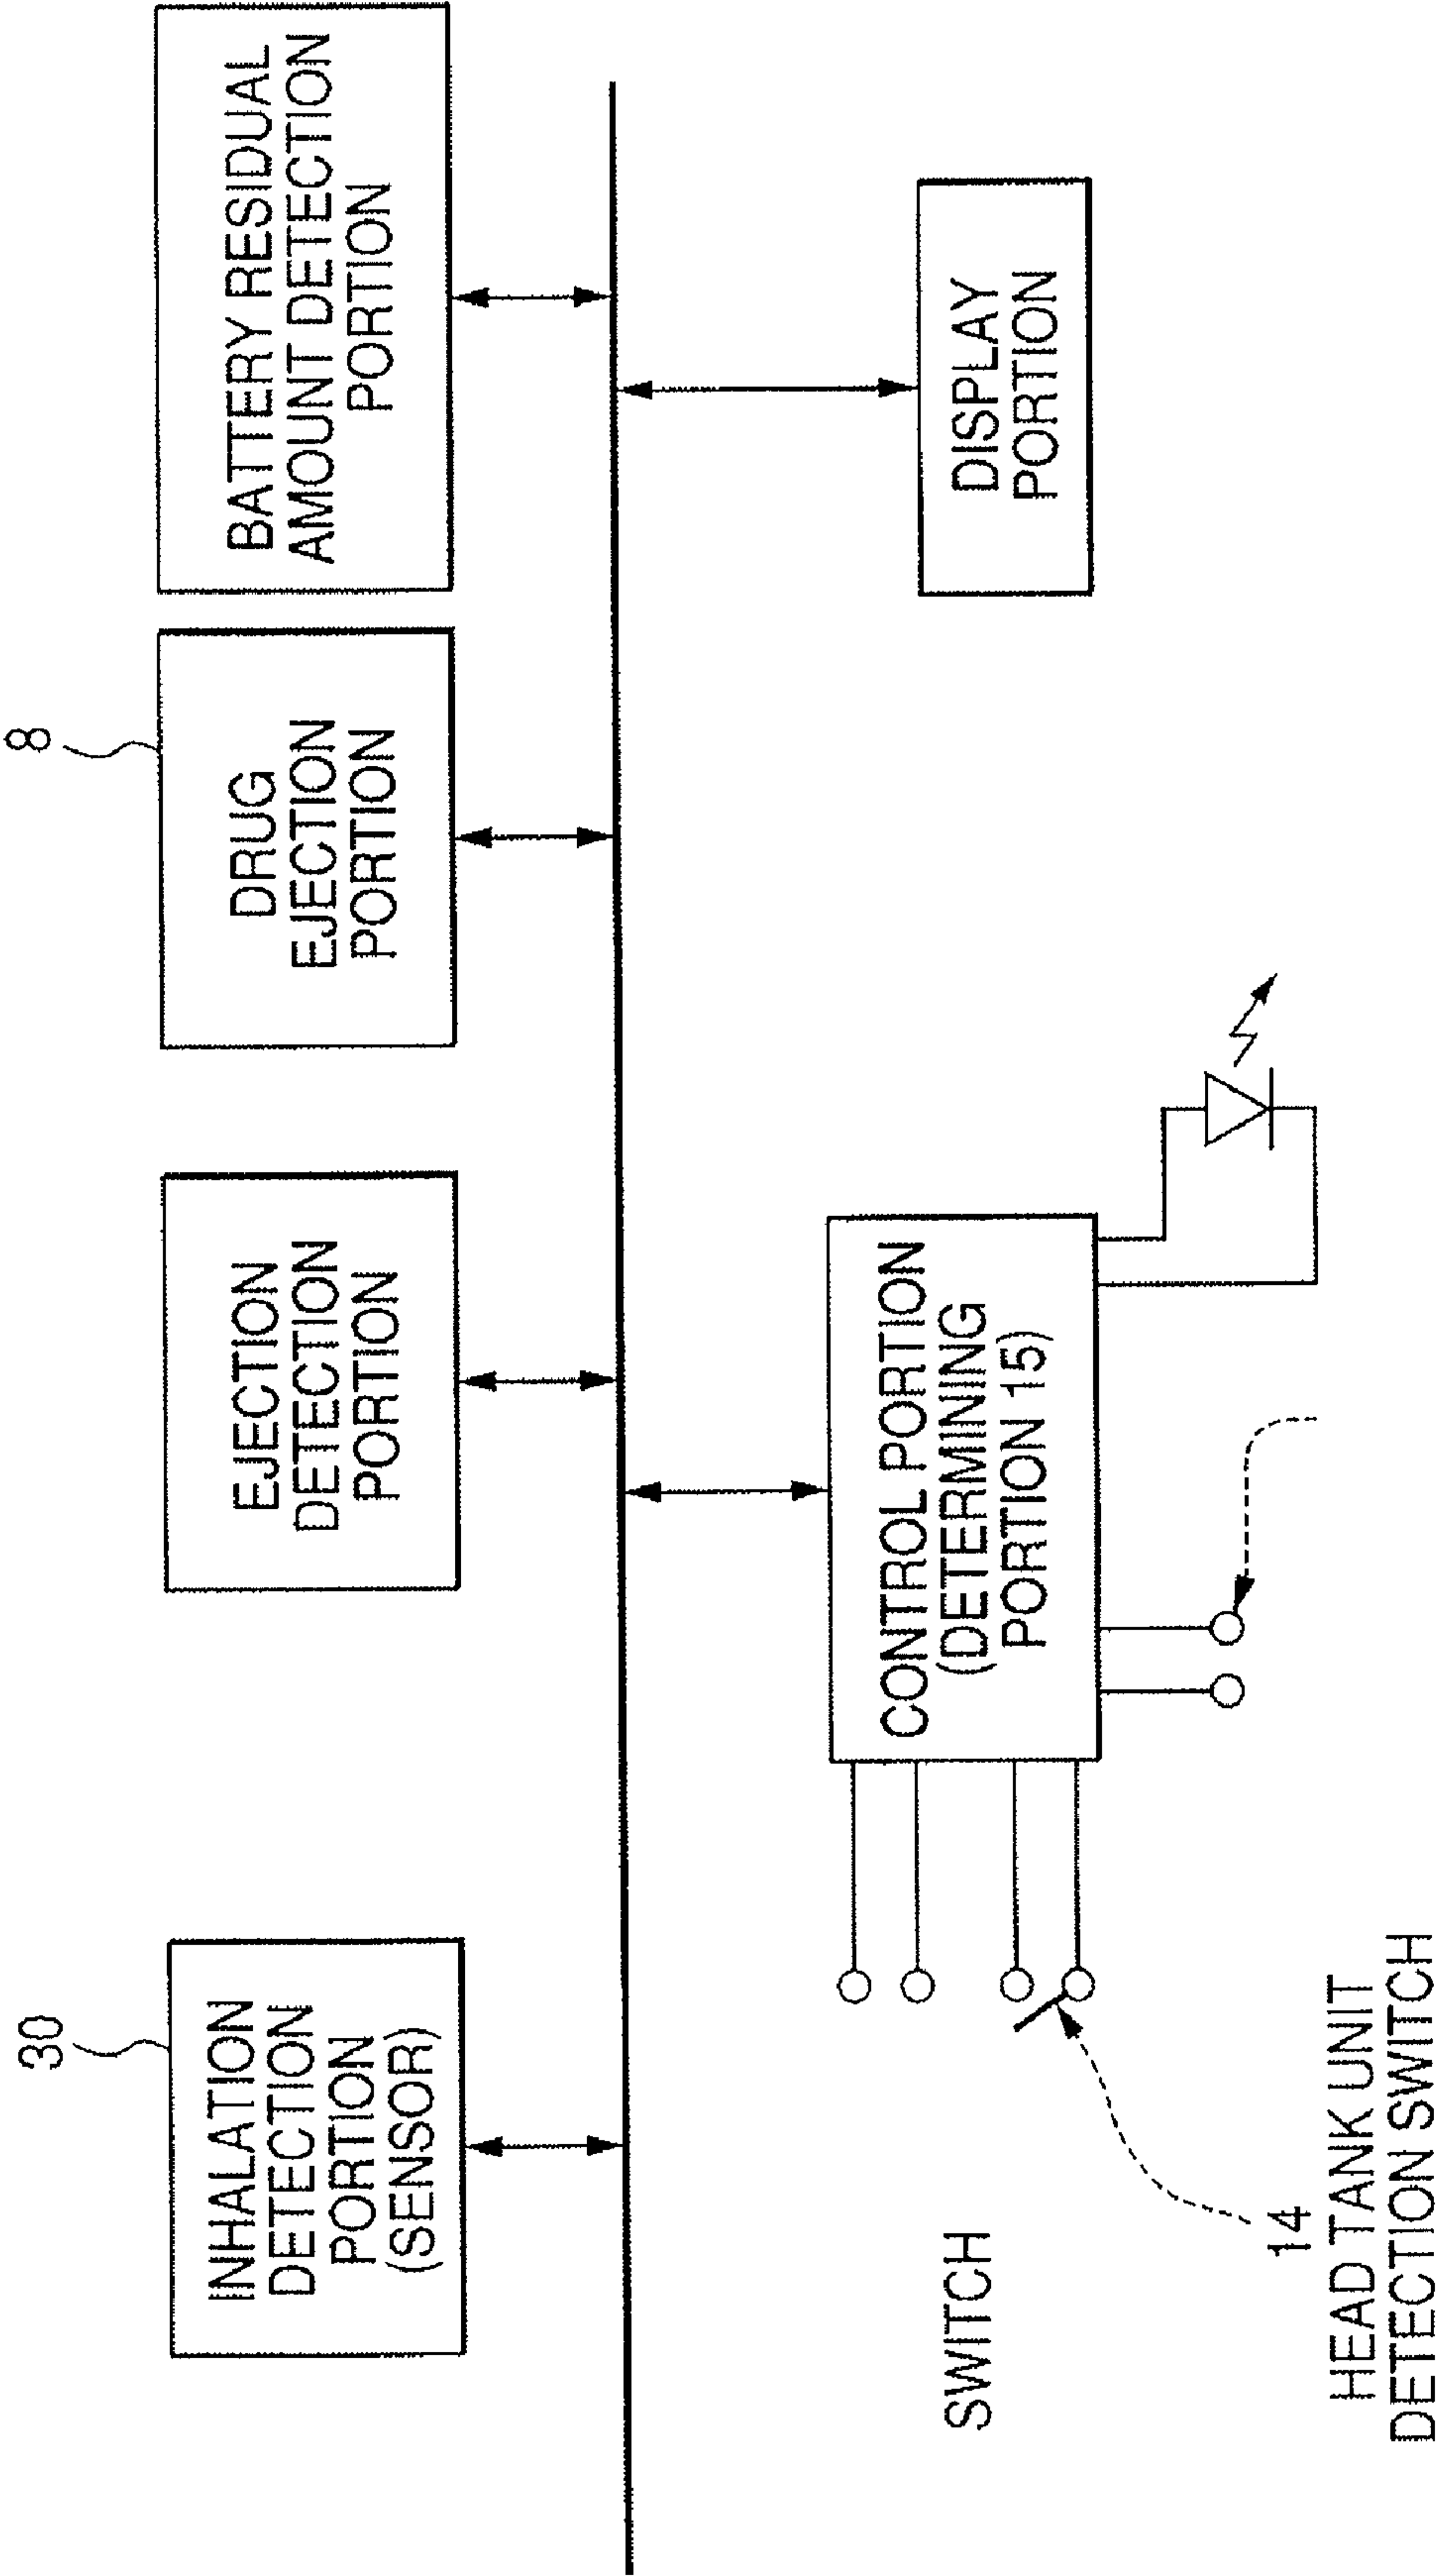 30
INHALATION
DETECTION
PORTION
(SENSOR)
EJECTION
DETECTION
PORTION
8
DRUG
EJECTION
PORTION
BATTERY RESIDUAL
AMOUNT DETECTION
PORTION
SWITCH
CONTROL PORTION
(DETERMINING
PORTION 15)
DISPLAY
PORTION
14
HEAD TANK UNIT
DETECTION SWITCH